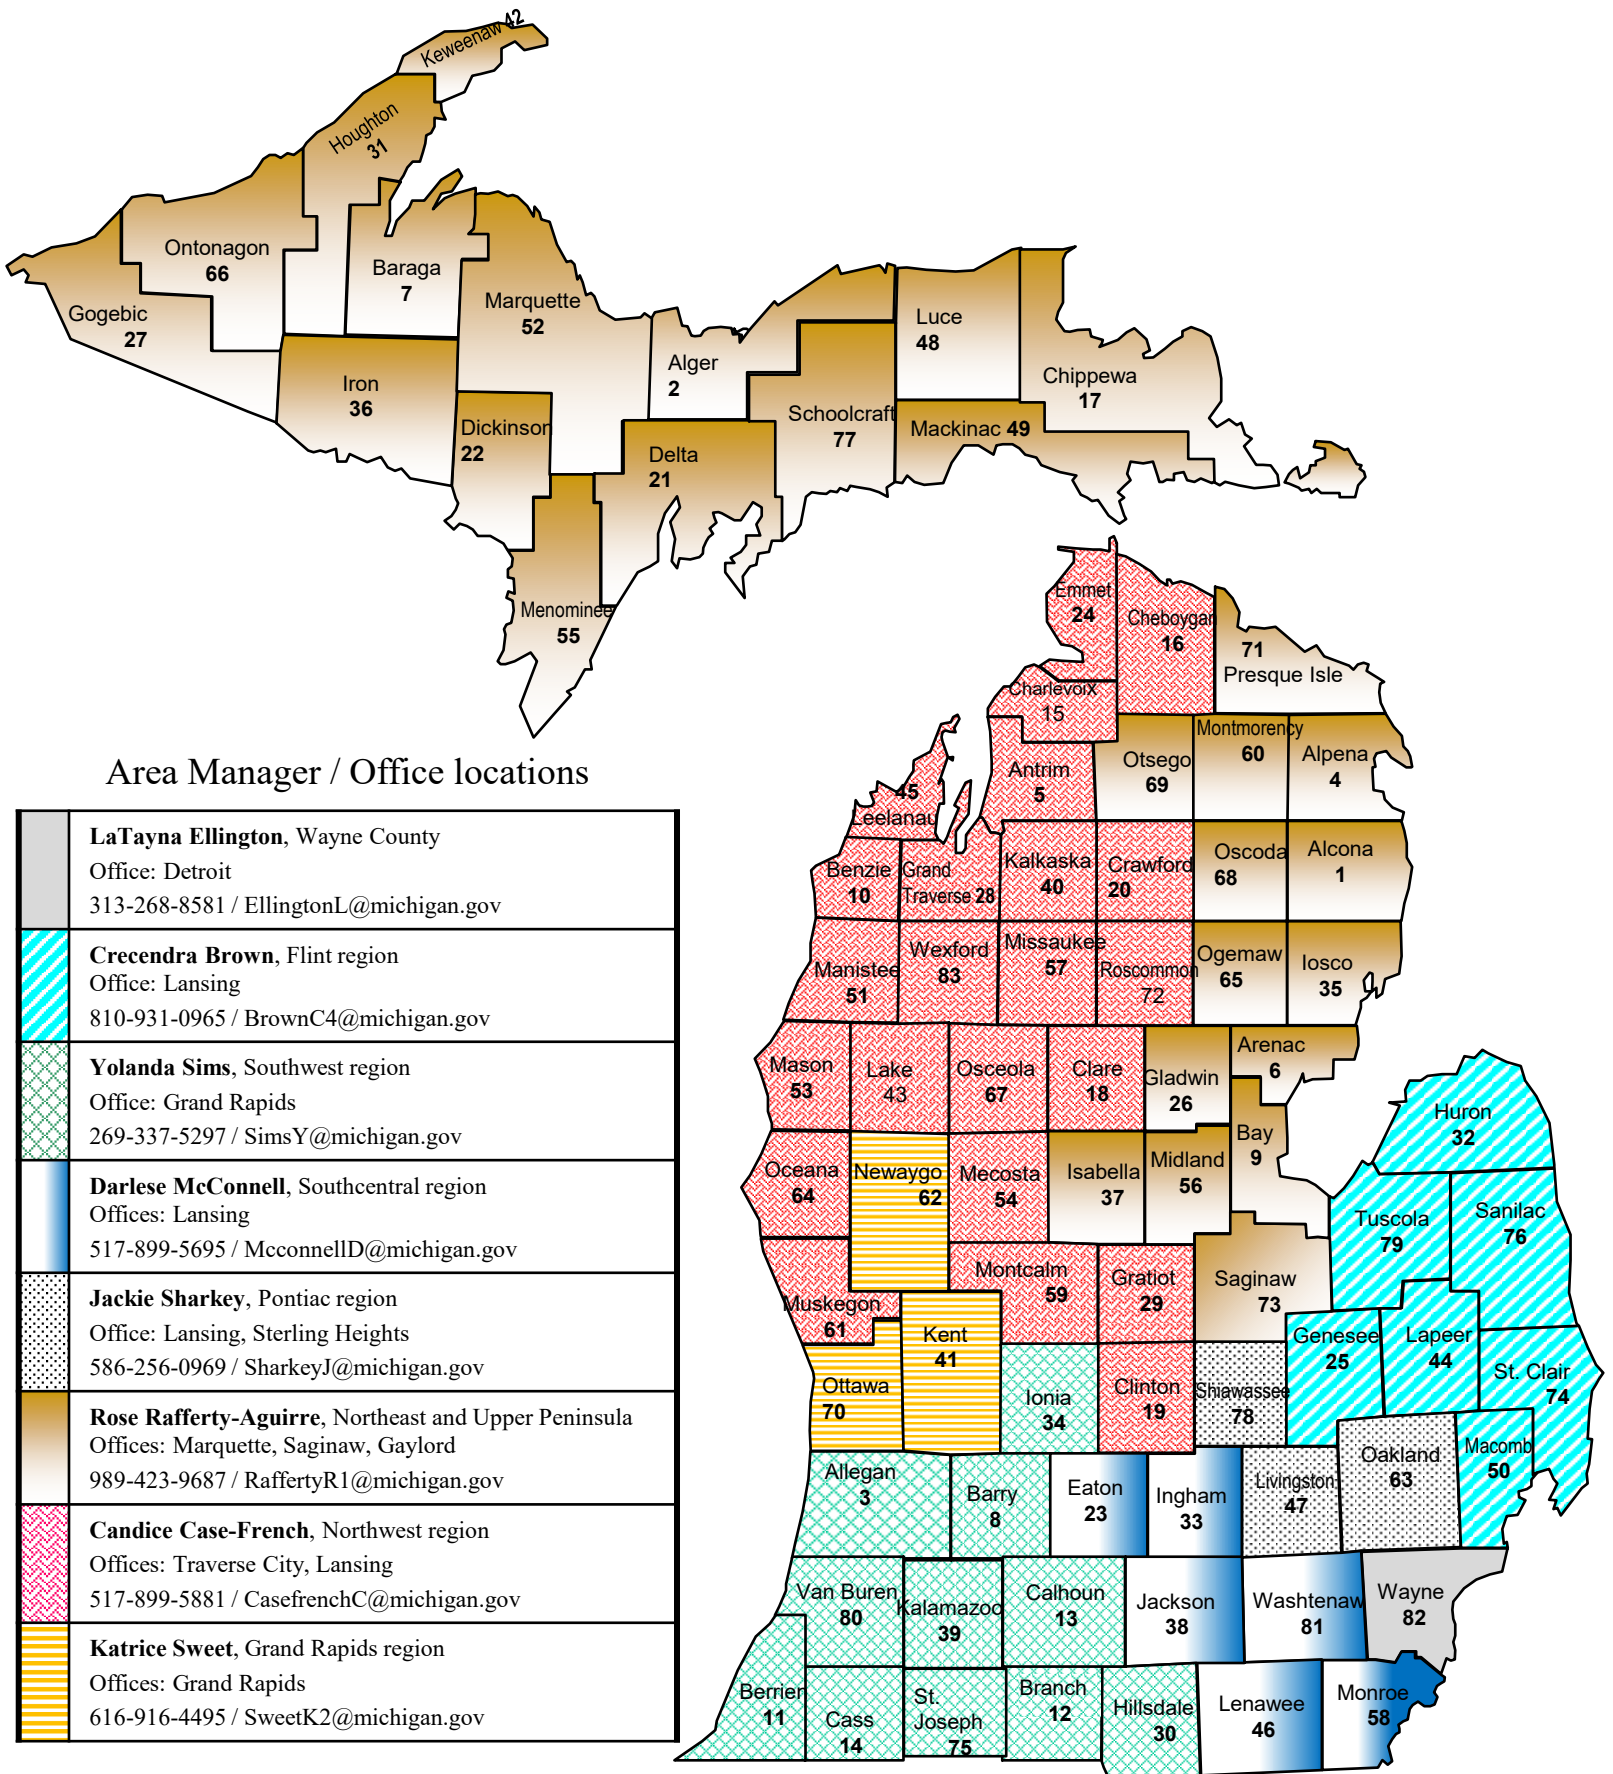 Keweenaw 42
Houghton
31
Ontonagon
66
Baraga
7
Gogebic
27
Marquette
52
Iron
36
Dickinson
22
Alger
2
Delta
21
Menominee
55
Schoolcraft
77
Luce
48
Mackinac 49
Chippewa
17
Emmet
24
Cheboygan
16
71
Presque Isle
Charlevoix
15
Antrim
5
Otsego
69
Montmorency
60
Alpena
4
45
Leelanau
Benzie
10
Grand
Traverse 28
Kalkaska
40
Crawford
20
Oscoda
68
Alcona
1
Manistee
51
Wexford
83
Missaukee
57
Roscommon
72
Ogemaw
65
Iosco
35
Mason
53
Lake
43
Osceola
67
Clare
18
Gladwin
26
Arenac
6
Oceana
64
Newaygo
62
Mecosta
54
Isabella
37
Midland
56
Bay
9
Huron
32
Tuscola
79
Sanilac
76
Muskegon
61
Montcalm
59
Gratiot
29
Saginaw
73
Kent
41
Ottawa
70
Ionia
34
Clinton
19
Shiawassee
78
Genesee
25
Lapeer
44
St. Clair
74
Allegan
3
Barry
8
Eaton
23
Ingham
33
Livingston
47
Oakland
63
Macomb
50
Van Buren
80
Kalamazoo
39
Calhoun
13
Jackson
38
Washtenaw
81
Wayne
82
Berrien
11
Cass
14
St.
Joseph
75
Branch
12
Hillsdale
30
Lenawee
46
Monroe
58
Area Manager / Office locations
LaTayna Ellington, Wayne County
Office: Detroit
313-268-8581 / EllingtonL@michigan.gov
Crecendra Brown, Flint region
Office: Lansing
810-931-0965 / BrownC4@michigan.gov
Yolanda Sims, Southwest region
Office: Grand Rapids
269-337-5297 / SimsY@michigan.gov
Darlese McConnell, Southcentral region
Offices: Lansing
517-899-5695 / McconnellD@michigan.gov
Jackie Sharkey, Pontiac region
Office: Lansing, Sterling Heights
586-256-0969 / SharkeyJ@michigan.gov
Rose Rafferty-Aguirre, Northeast and Upper Peninsula
Offices: Marquette, Saginaw, Gaylord
989-423-9687 / RaffertyR1@michigan.gov
Candice Case-French, Northwest region
Offices: Traverse City, Lansing
517-899-5881 / CasefrenchC@michigan.gov
Katrice Sweet, Grand Rapids region
Offices: Grand Rapids
616-916-4495 / SweetK2@michigan.gov